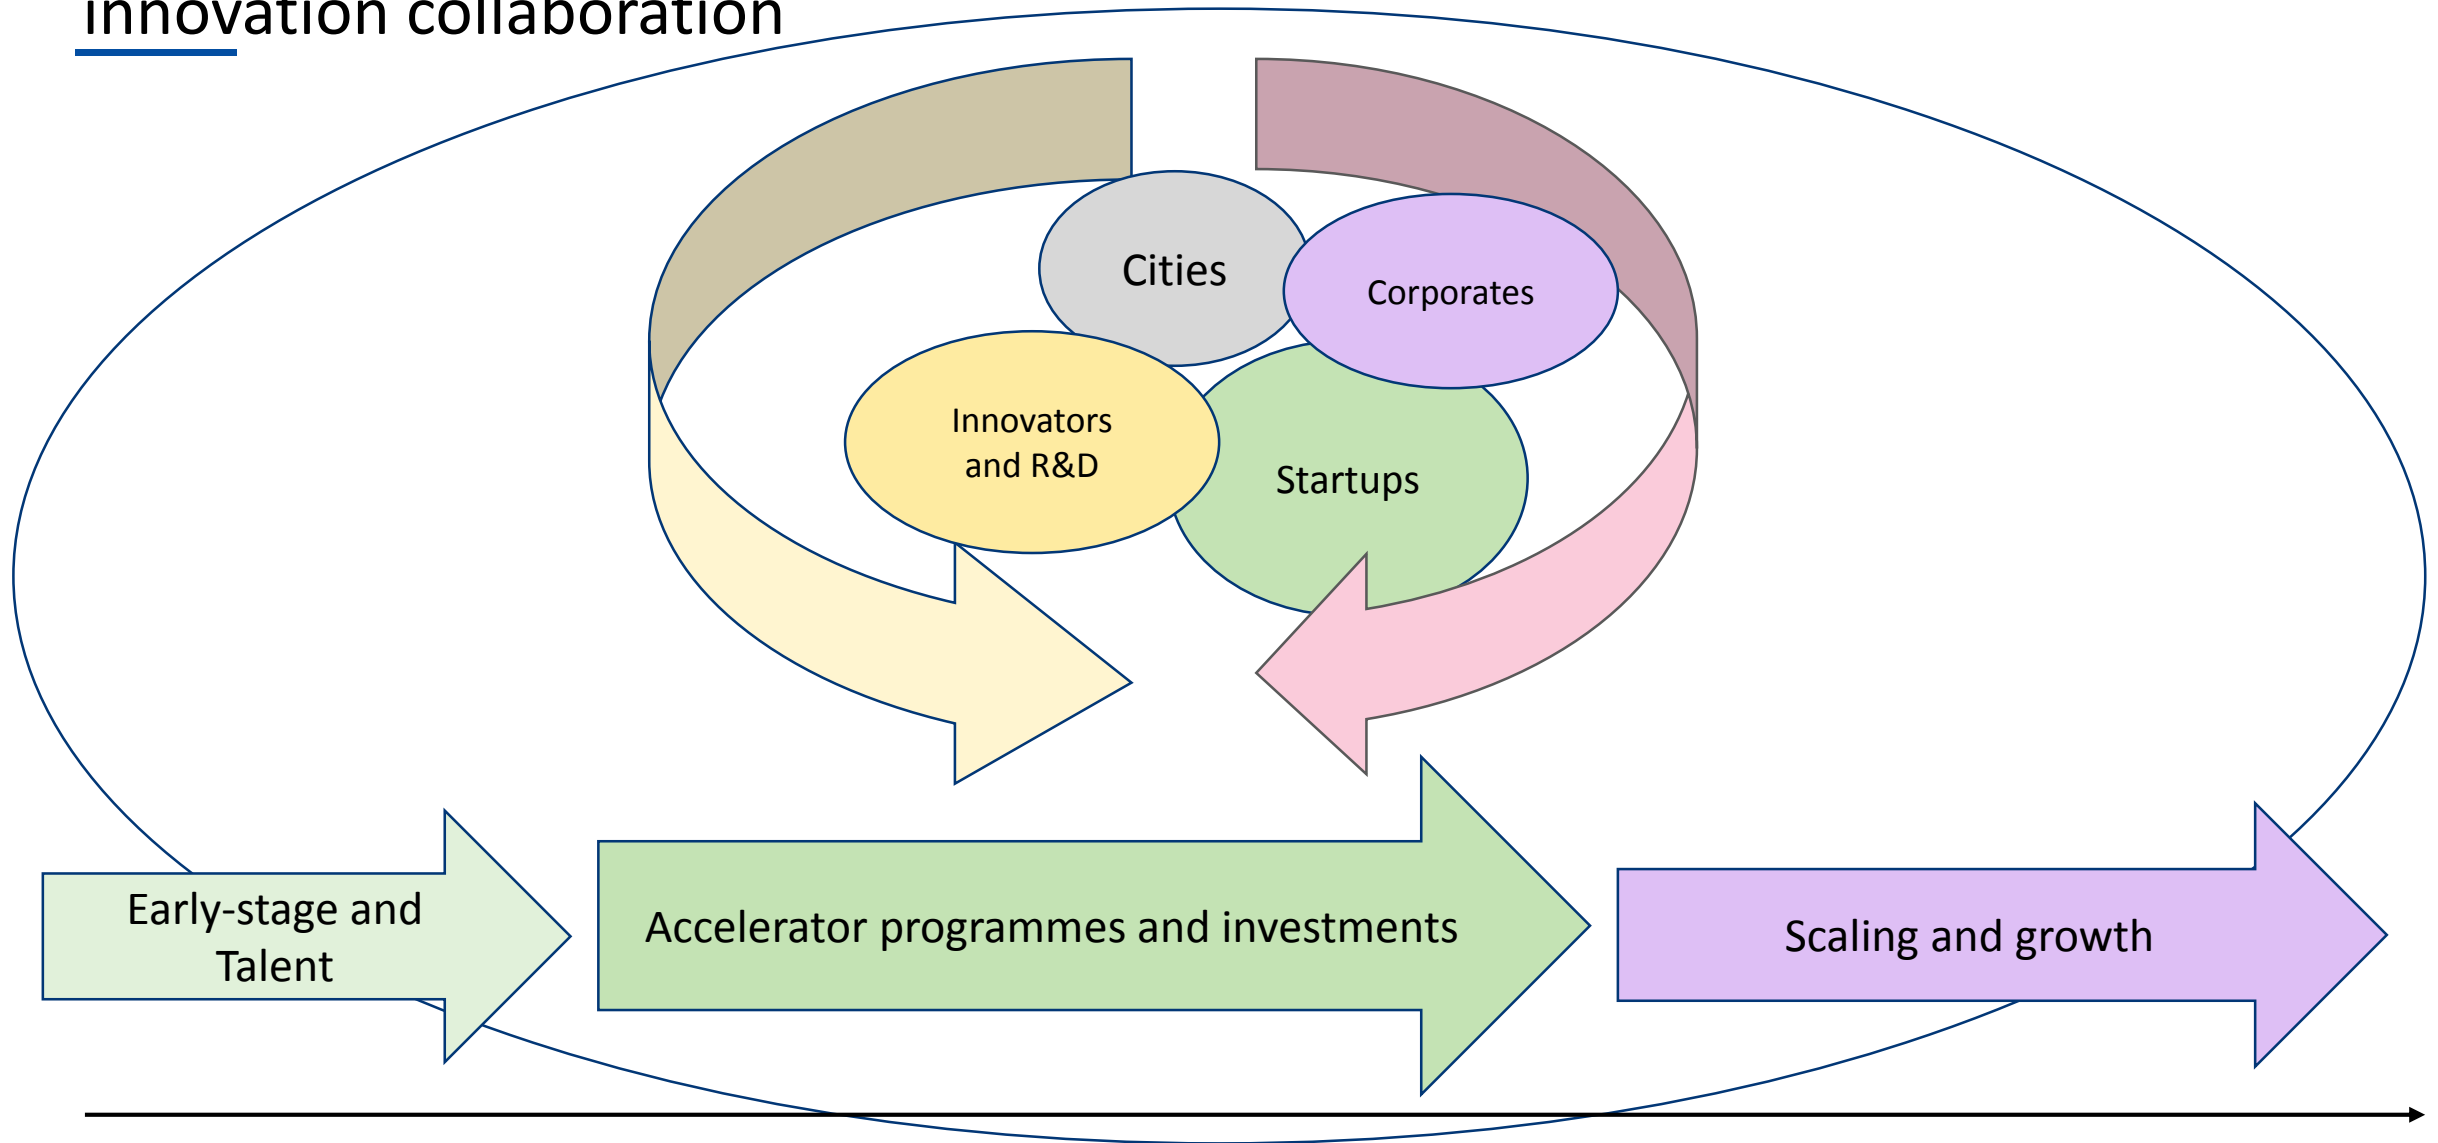 innovation collaboration
Cities
Corporates
Innovators
and R&D
Startups
Early-stage and
Talent
Accelerator programmes and investments
Scaling and growth